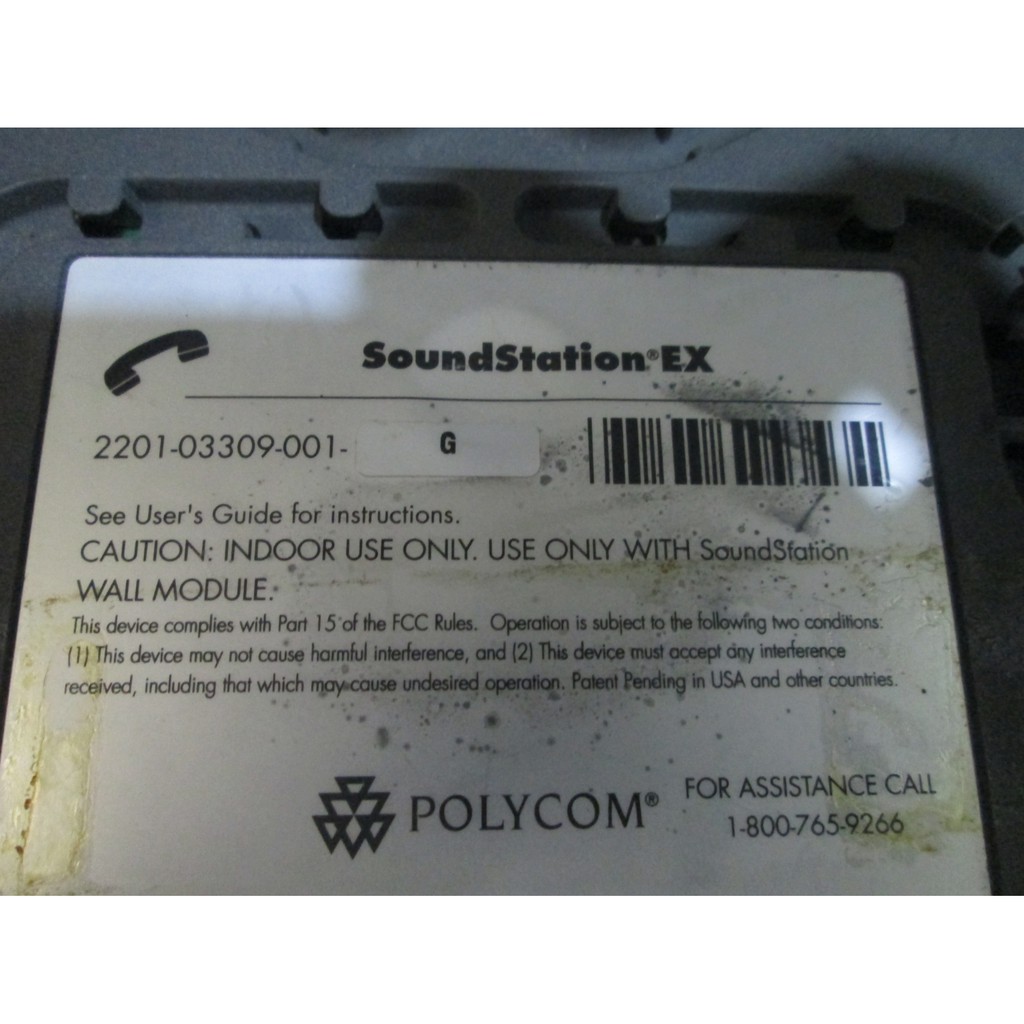 SoundStation®EX
2201-03309-001- G
See User's Guide for instructions.
CAUTION: INDOOR USE ONLY. USE ONLY WITH SoundStation
WALL MODULE.
This device complies with Part 15 of the FCC Rules. Operation is subject to the following two conditions:
(1) This device may not cause harmful interference, and (2) This device must accept any interference
received, including that which may cause undesired operation. Patent Pending in USA and other countries.
POLYCOM®
FOR ASSISTANCE CALL
1-800-765-9266